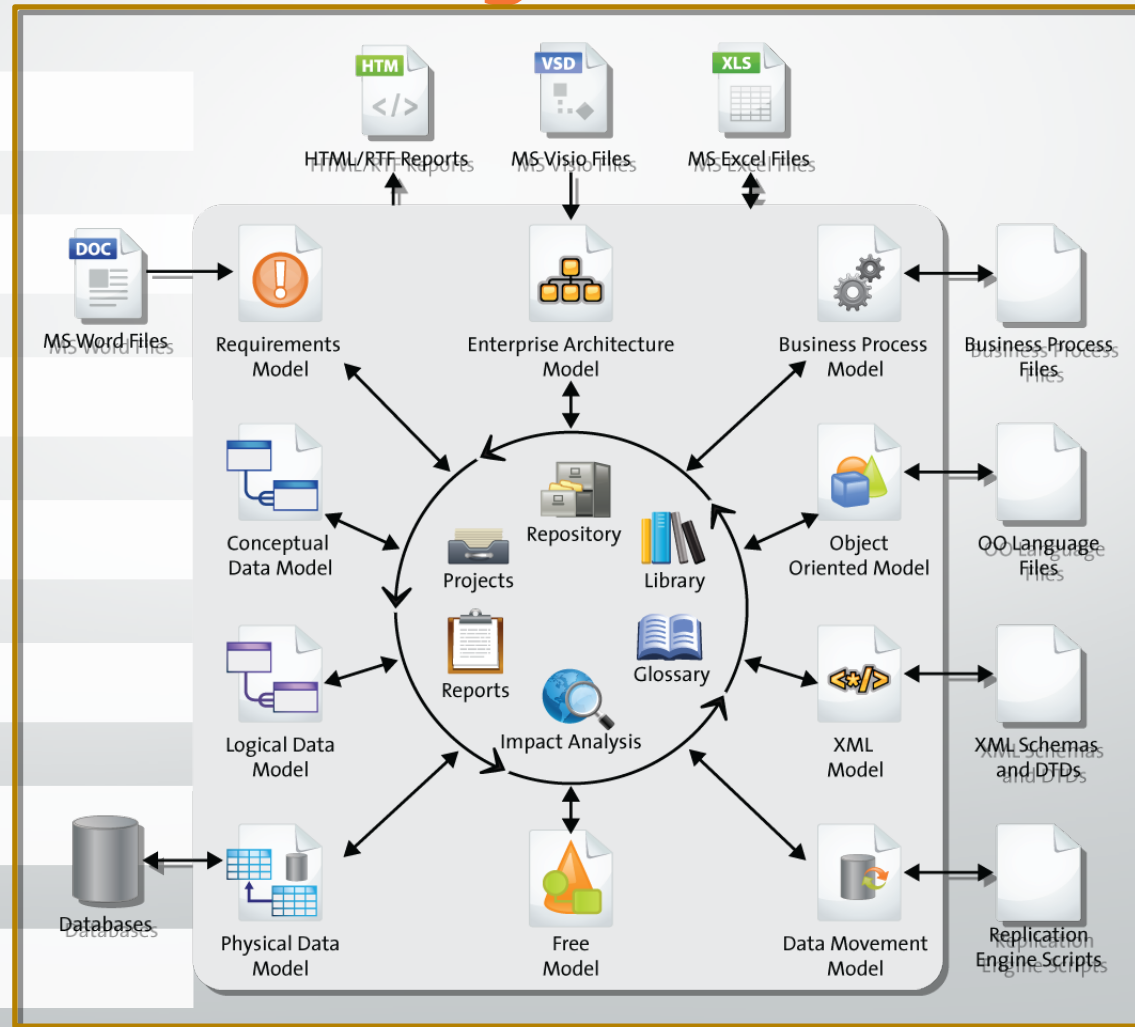 HTM
VSD
XLS
</>
HTML/RTF Reports
MS Visio Files
MS Excel Files
DOC
MS Word Files
Requirements
Model
Enterprise Architecture
Model
Business Process
Model
Business Process
Files
Conceptual
Data Model
Repository
Projects
Library
Object
Oriented Model
OO Language
Files
Reports
Glossary
Impact Analysis
Logical Data
Model
<*/>
XML
Model
XML Schemas
and DTDs
Databases
Physical Data
Model
Free
Model
Data Movement
Model
Replication
Engine Scripts